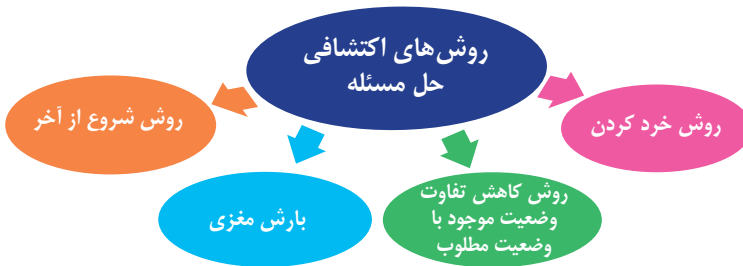 روش‌های اکتشافی
حل مسئله
روش خرد کردن
روش کاهش تفاوت
وضعیت موجود با
وضعیت مطلوب
بارش مغزی
روش شروع از آخر